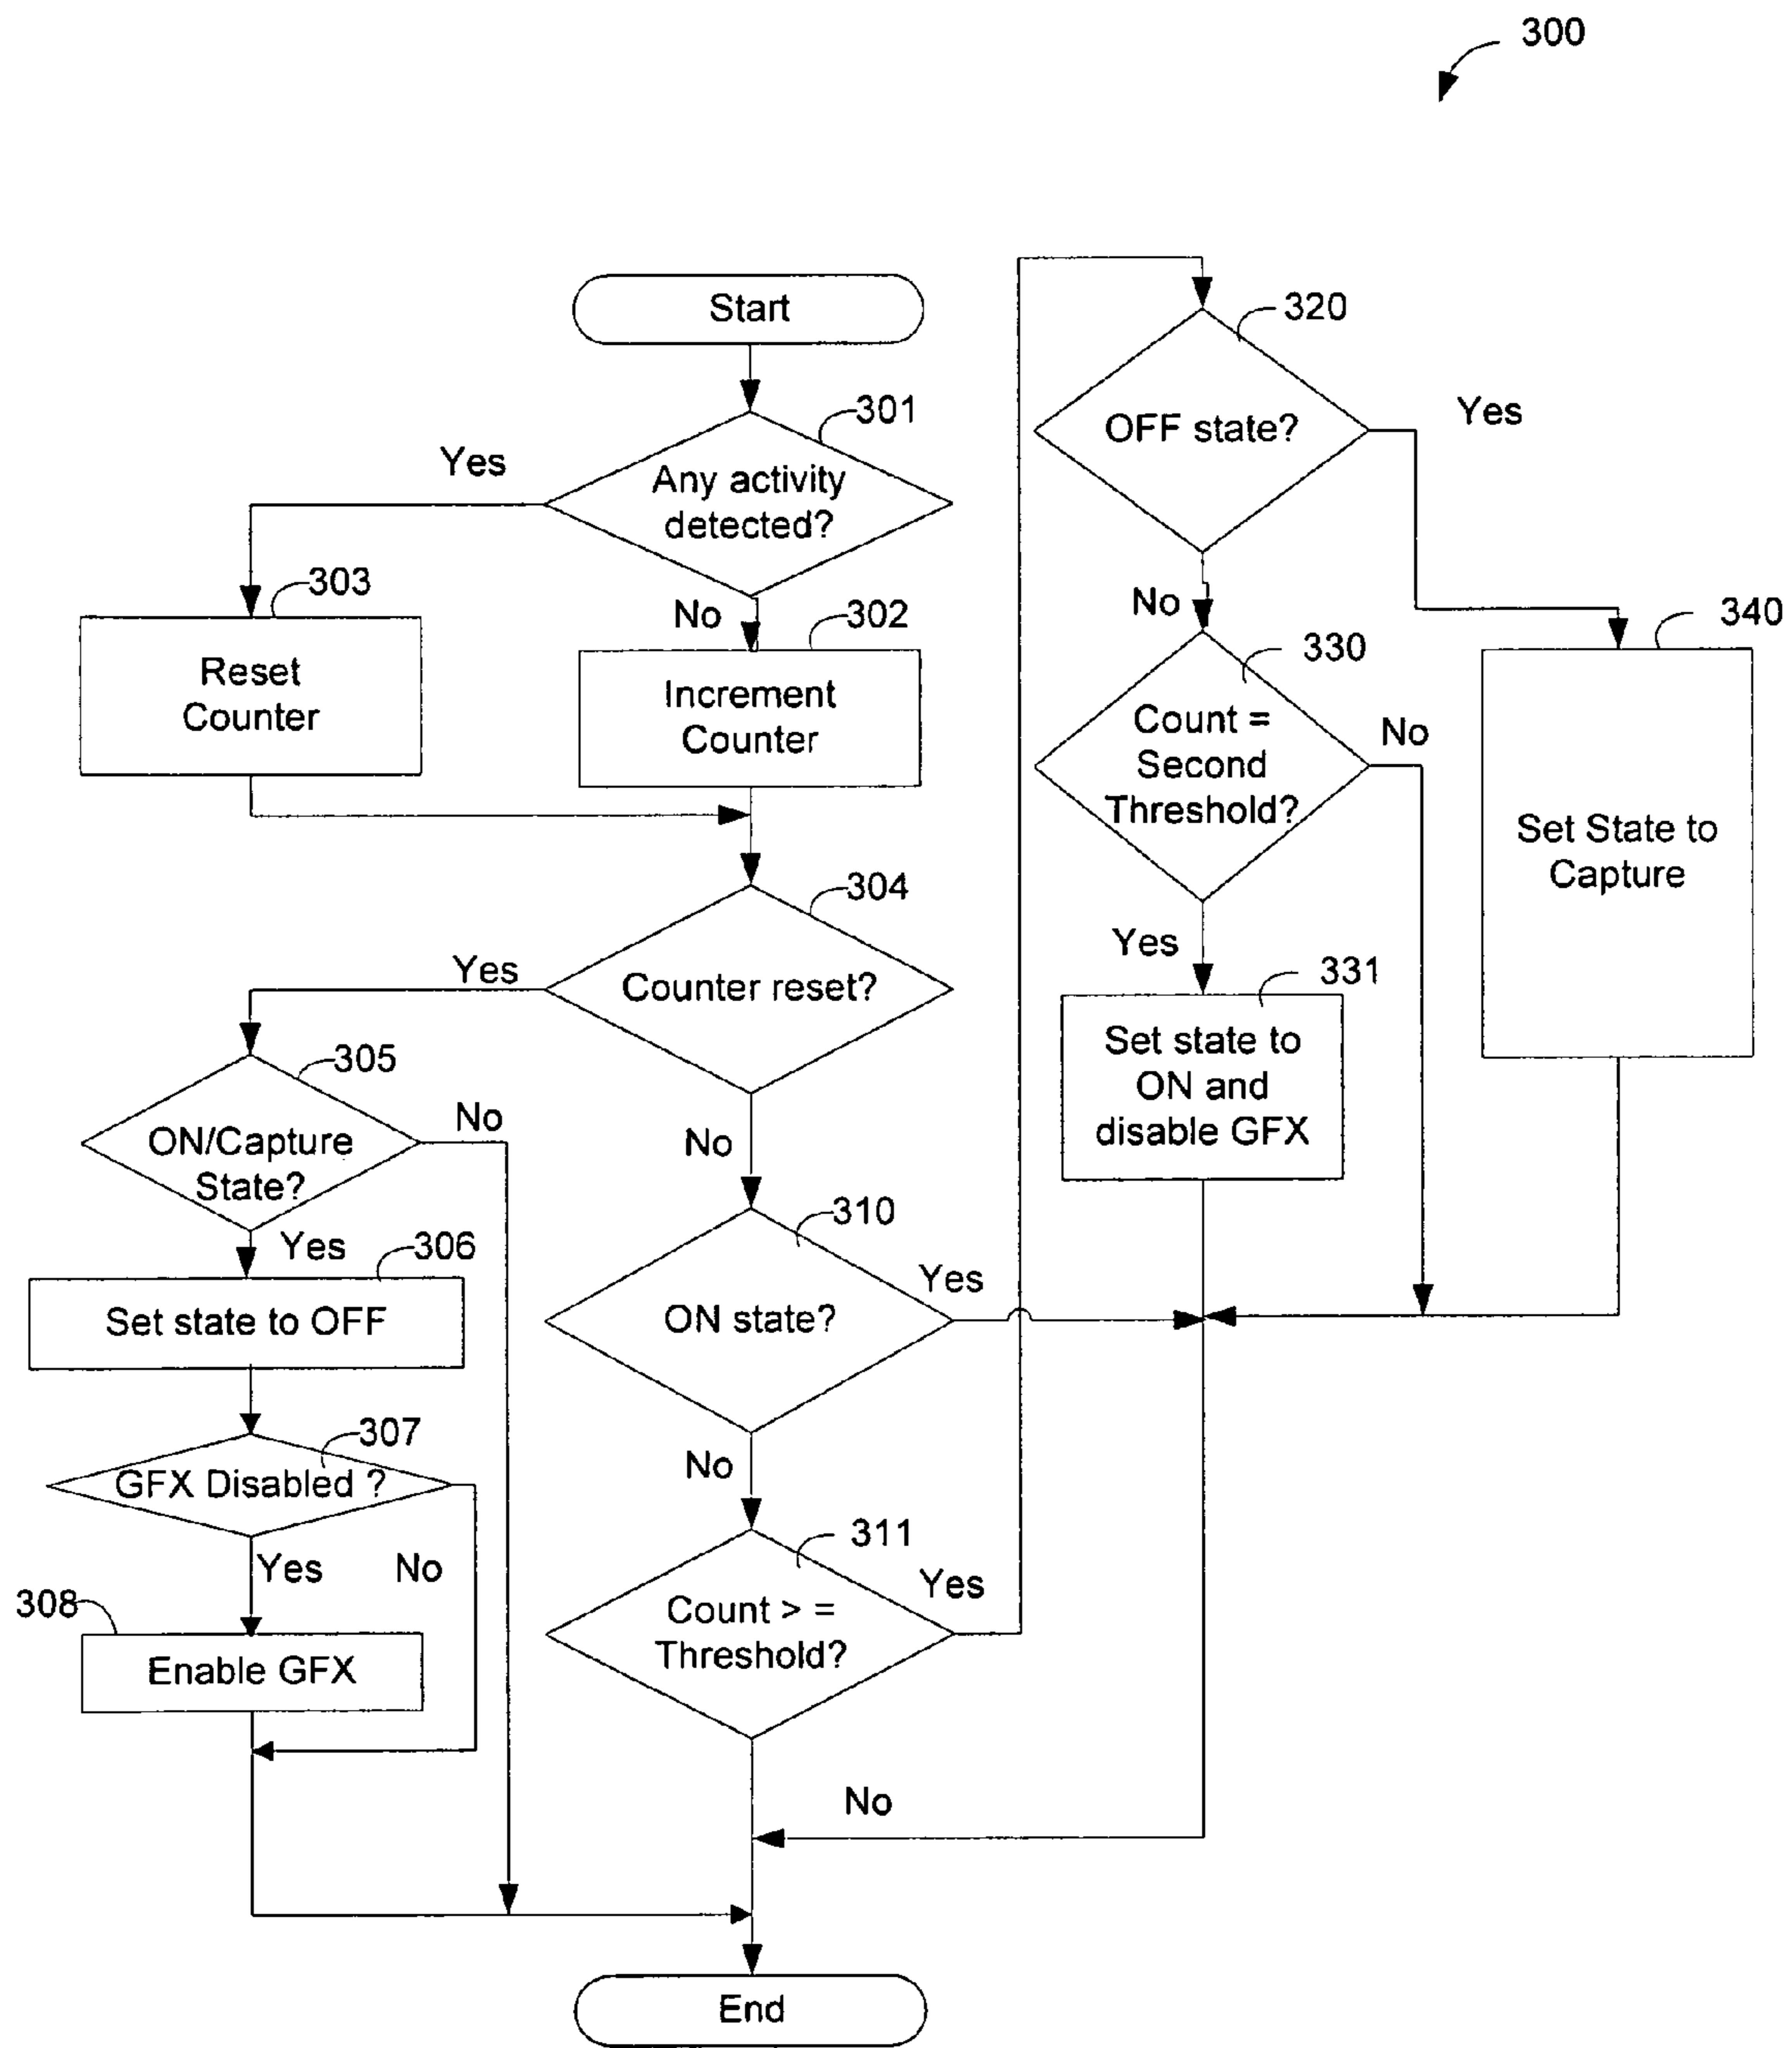 300
Start
301
Any activity
detected?
Yes
No
303
Reset
Counter
302
Increment
Counter
304
Counter reset?
Yes
No
305
ON/Capture
State?
No
Yes
306
Set state to OFF
307
GFX Disabled ?
Yes
No
308
Enable GFX
310
ON state?
Yes
No
311
Count > =
Threshold?
Yes
No
320
OFF state?
Yes
No
330
Count =
Second
Threshold?
No
Yes
331
Set state to
ON and
disable GFX
340
Set State to
Capture
End